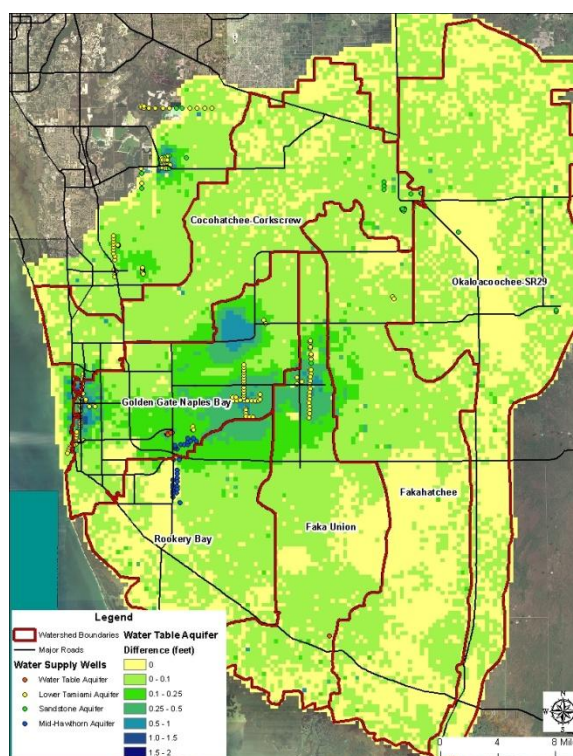 Cocohatchee-Corkscrew
Okaloacoochee-SR29
Golden Gate Naples Bay
Fakahatchee
Faka Union
Rookery Bay
Legend
Watershed Boundaries
Major Roads
Water Supply Wells
Water Table Aquifer
Lower Tamiami Aquifer
Sandstone Aquifer
Mid-Hawthorn Aquifer
Water Table Aquifer
Difference (feet)
0
0 - 0.1
0.1 - 0.25
0.25 - 0.5
0.5 - 1
1.0 - 1.5
1.5 - 2
N
0 4 8 Mil